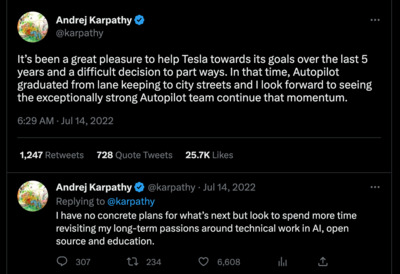 Andrej Karpathy
@karpathy
It's been a great pleasure to help Tesla towards its goals over the last 5
years and a difficult decision to part ways. In that time, Autopilot
graduated from lane keeping to city streets and I look forward to seeing
the exceptionally strong Autopilot team continue that momentum.
6:29 AM · Jul 14, 2022
1,247 Retweets 728 Quote Tweets 25.7K Likes
Andrej Karpathy @karpathy · Jul 14, 2022
Replying to @karpathy
I have no concrete plans for what's next but look to spend more time
revisiting my long-term passions around technical work in AI, open
source and education.
307 234 6,608